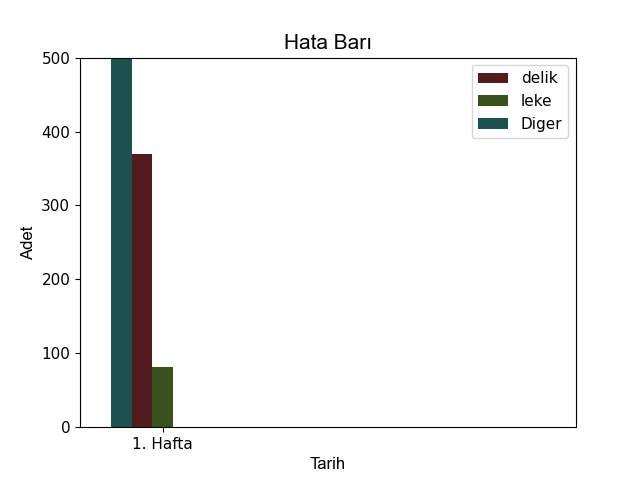 Hata Barı
500
400
300
200
100
0
Adet
delik
leke
Diger
1. Hafta
Tarih